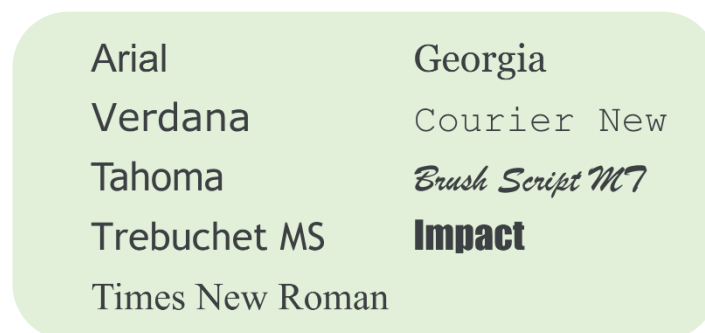 Arial
Verdana
Tahoma
Trebuchet MS
Times New Roman
Georgia
Courier New
Brush Script MT
Impact